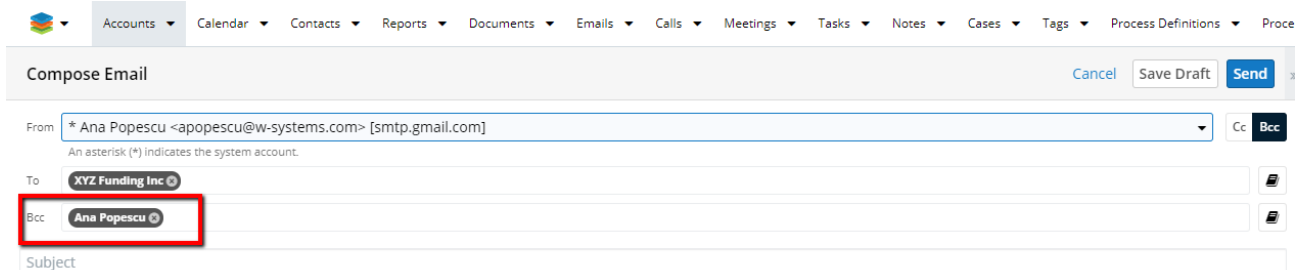 Accounts Calendar Contacts Reports Documents Emails Calls Meetings Tasks Notes Cases Tags Process Definitions Proce
Compose Email Cancel Save Draft Send »
From * Ana Popescu <apopescu@w-systems.com> [smtp.gmail.com] Cc Bcc
An asterisk (*) indicates the system account.
To XYZ Funding Inc
Bcc Ana Popescu
Subject